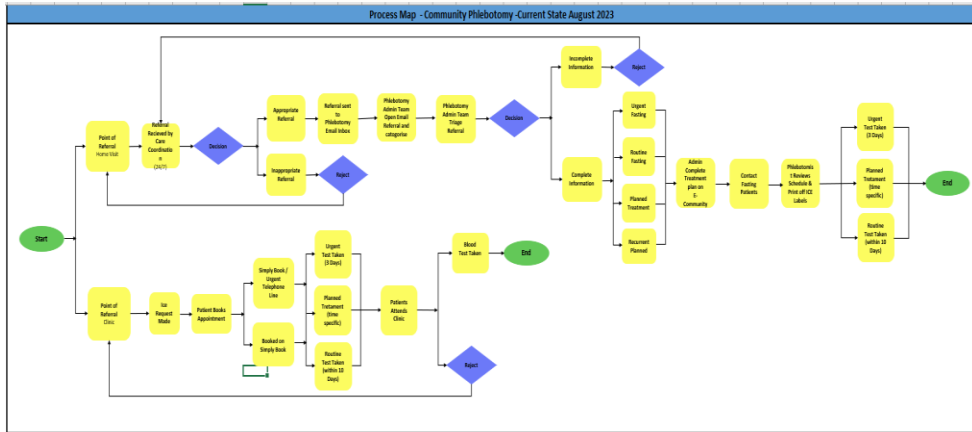 Process Map - Community Phlebotomy -Current State August 2023
Incomplete
Information
Reject
Point of
Referral
Home Visit
Referral
Recieved by
Care
Coordination
n
Decision
Appropriate
Referral
Referral sent
to
Phlebotomy
Email Inbox
Phlebotomy
Admin Team
Open Email
Referral and
catagorise
Phlebotomy
Admin Team
Triage
Referral
Decision
Inappropriate
Referral
Reject
Complete
Information
Urgent
Fasting
Routine
Fasting
Planned
Treatment
Recurrent
Planned
Admin
Complete
Treatment
plan on
E-
Community
Contact
Fasting
Patients
Phlebotomis
t Reviews
Schedule &
Print off ICE
Labels
Urgent
Test Taken
(3 Days)
Planned
Testament
(time
specific)
Routine
Test Taken
(within 10
Days)
End
Start
Point of
Referral
Clinic
Ice
Request
Made
Patient Books
Appointment
Simply Book /
Urgent
Telephone
Line
Booked on
Simply Book
Urgent
Test Taken
(3 Days)
Planned
Testament
(time
specific)
Routine
Test Taken
(within 10
Days)
Patients
Attends
Clinic
Blood
Test Taken
End
Reject